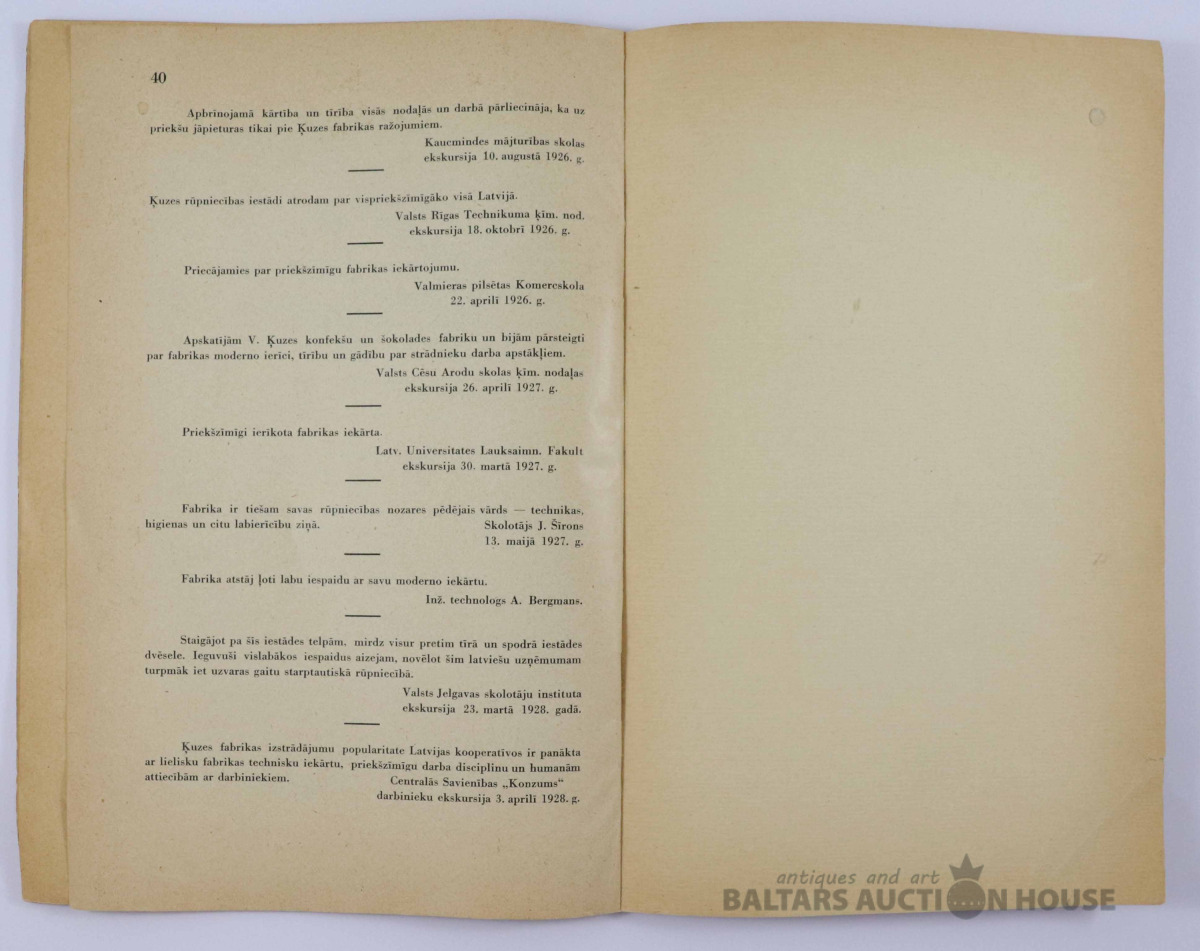 40
Apbrīnojamā kārtība un tīrība visās nodaļās un darbā pārliecināja, ka uz
priekšu jāpieturas tikai pie Ķuzes fabrikas ražojumiem.
Kaucmindes mājturības skolas
ekskursija 10. augustā 1926. g.
Ķuzes rūpniecības iestādi atrodam par vispriekšzīmīgāko visā Latvijā.
Valsts Rīgas Technikuma ķīm. nod.
ekskursija 18. oktobrī 1926. g.
Priecājamies par priekšzīmīgu fabrikas iekārtojumu.
Valmieras pilsētas Komercskola
22. aprilī 1926. g.
Apskatījām V. Ķuzes konfekšu un šokolades fabriku un bijām pārsteigti
par fabrikas moderno ierīci, tīrību un gādību par strādnieku darba apstākļiem.
Valsts Cēsu Arodu skolas ķīm. nodaļas
ekskursija 26. aprilī 1927. g.
Priekšzīmīgi ierīkota fabrikas iekārta.
Latv. Universitates Lauksaimn. Fakult
ekskursija 30. martā 1927. g.
Fabrika ir tiešam savas rūpniecības nozares pēdējais vārds — technikas,
higienas un citu labierīcību ziņā.
Skolotājs J. Šīrons
13. maijā 1927. g.
Fabrika atstāj ļoti labu iespaidu ar savu moderno iekārtu.
Inž. technologs A. Bergmans.
Staigājot pa šīs iestādes telpām, mirdz visur pretim tīrā un spodrā iestādes
dvēsele. Ieguvuši vislabākos iespaidus aizejam, novēlot šim latviešu uzņēmumam
turpmāk iet uzvaras gaitu starptautiskā rūpniecībā.
Valsts Jelgavas skolotāju instituta
ekskursija 23. martā 1928. gadā.
Ķuzes fabrikas izstrādājumu popularitate Latvijas kooperatīvos ir panākta
ar lielisku fabrikas technisku iekārtu, priekšzīmīgu darba disciplinu un humanām
attiecībām ar darbiniekiem.
Centralās Savienības „Konzums“
darbinieku ekskursija 3. aprilī 1928. g.
antiques and art
BALTARS AUCTION HOUSE